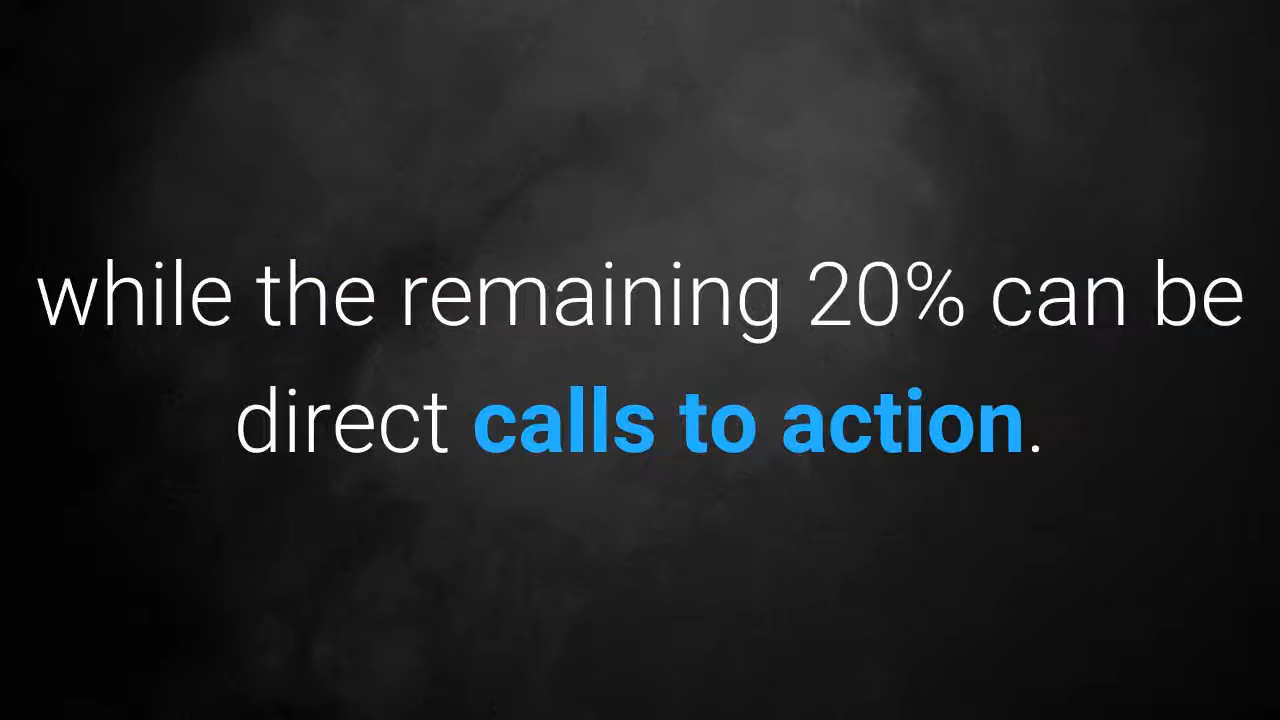 while the remaining 20% can be
direct calls to action.